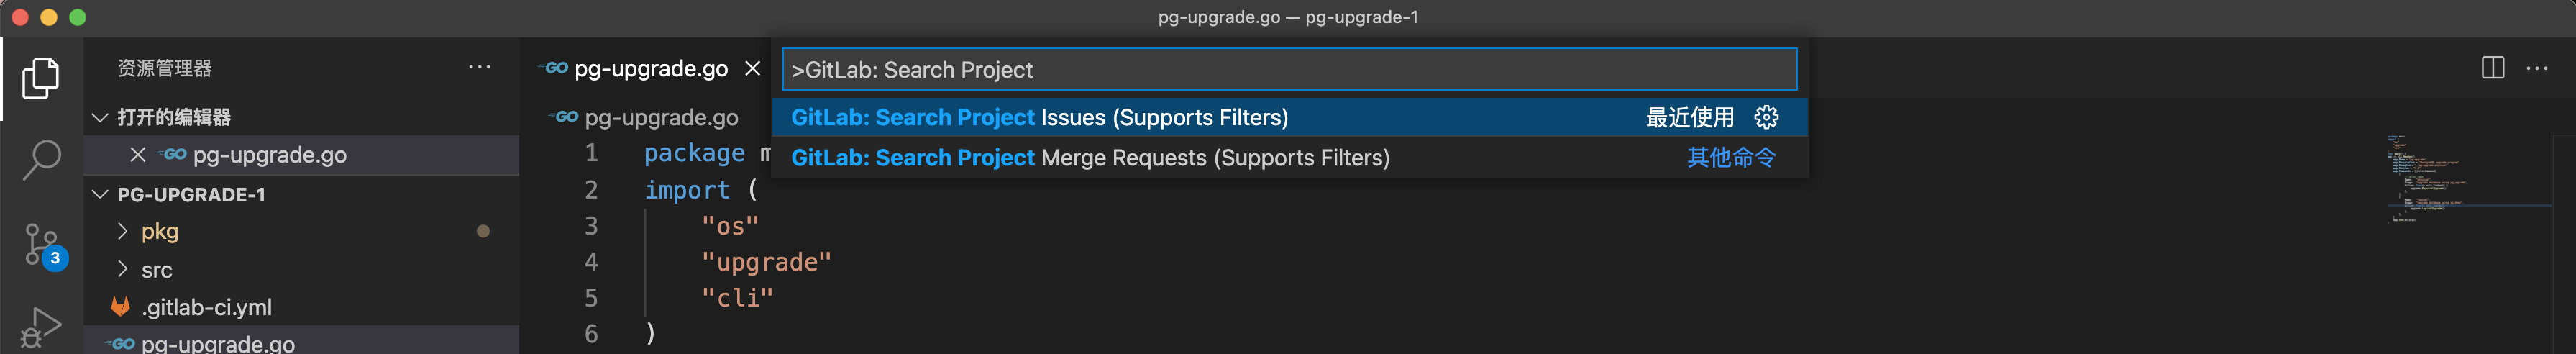 pg-upgrade.go — pg-upgrade-1
资源管理器
打开的编辑器
pg-upgrade.go
PG-UPGRADE-1
pkg
src
.gitlab-ci.yml
pg-upgrade.go
3
pg-upgrade.go
>GitLab: Search Project
GitLab: Search Project Issues (Supports Filters) 最近使用
GitLab: Search Project Merge Requests (Supports Filters) 其他命令
pg-upgrade.go
1 package m
2 import (
3 "os"
4 "upgrade"
5 "cli"
6 )